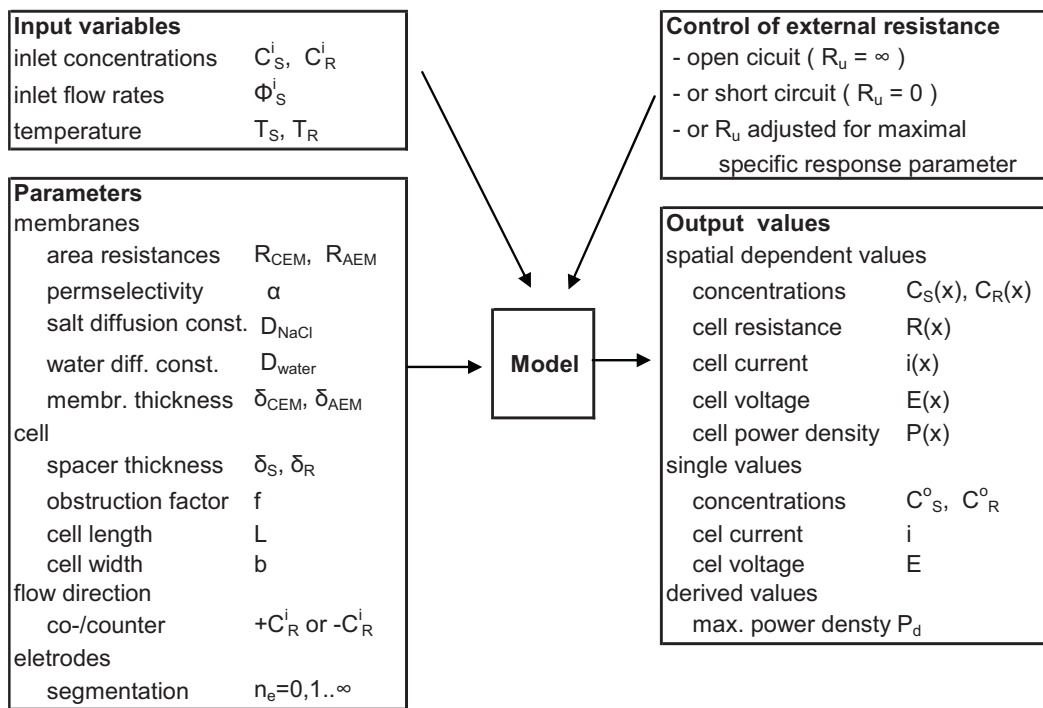 Input variables
inlet concentrations C^i_S, C^i_R
inlet flow rates Φ^i_S
temperature T_S, T_R
Parameters
membranes
area resistances R_CEM, R_AEM
permselectivity α
salt diffusion const. D_NaCl
water diff. const. D_water
membr. thickness δ_CEM, δ_AEM
cell
spacer thickness δ_S, δ_R
obstruction factor f
cell length L
cell width b
flow direction
co-/counter +C^i_R or -C^i_R
eletrodes
segmentation n_e=0,1..∞
Model
Control of external resistance
- open cicuit ( R_u = ∞ )
- or short circuit ( R_u = 0 )
- or R_u adjusted for maximal
specific response parameter
Output values
spatial dependent values
concentrations C_S(x), C_R(x)
cell resistance R(x)
cell current i(x)
cell voltage E(x)
cell power density P(x)
single values
concentrations C^o_S, C^o_R
cel current i
cel voltage E
derived values
max. power densty P_d